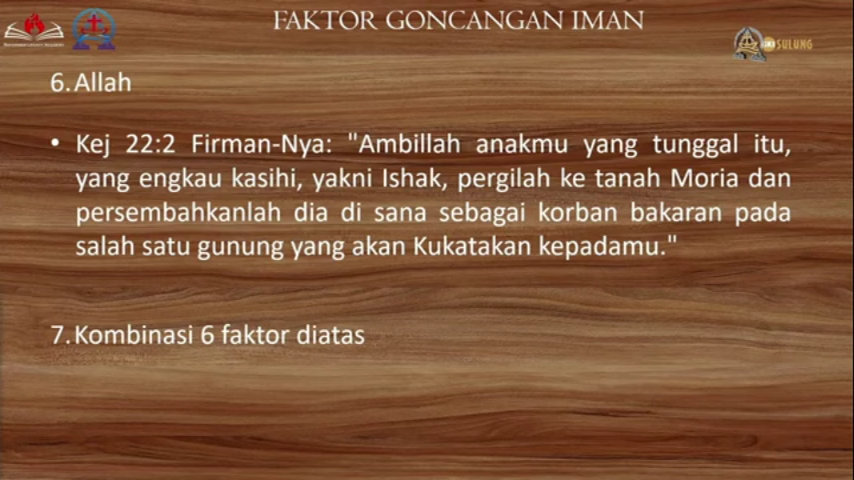 FAKTOR GONCANGAN IMAN
SULUNG
6. Allah
• Kej 22:2 Firman-Nya: "Ambillah anakmu yang tunggal itu,
yang engkau kasihi, yakni Ishak, pergilah ke tanah Moria dan
persembahkanlah dia di sana sebagai korban bakaran pada
salah satu gunung yang akan Kukatakan kepadamu."
7. Kombinasi 6 faktor diatas